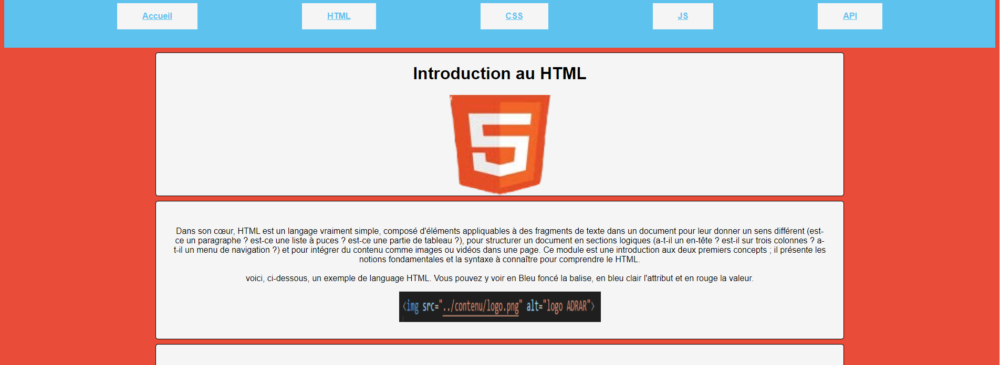 Accueil HTML CSS JS API
Introduction au HTML
5
Dans son cœur, HTML est un langage vraiment simple, composé d'éléments appliquables à des fragments de texte dans un document pour leur donner un sens différent (est-
ce un paragraphe ? est-ce une liste à puces ? est-ce une partie de tableau ?), pour structurer un document en sections logiques (a-t-il un en-tête ? est-il sur trois colonnes ? a-
t-il un menu de navigation ?) et pour intégrer du contenu comme images ou vidéos dans une page. Ce module est une introduction aux deux premiers concepts ; il présente les
notions fondamentales et la syntaxe à connaître pour comprendre le HTML.
voici, ci-dessous, un exemple de language HTML. Vous pouvez y voir en Bleu foncé la balise, en bleu clair l'attribut et en rouge la valeur.
<img src="../contenu/logo.png" alt="logo ADRAR">